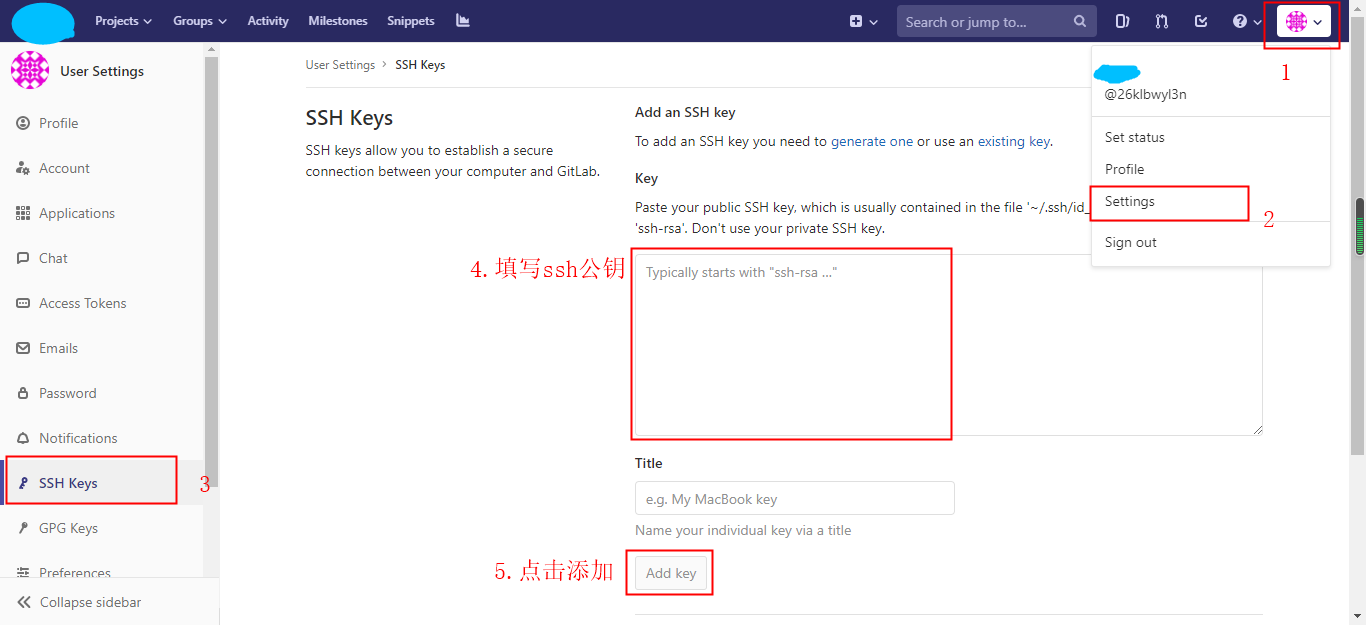 Projects Groups Activity Milestones Snippets Search or jump to...
1
User Settings
User Settings › SSH Keys
@26klbwyl3n
Set status
Profile
Settings
2
Sign out
Profile
Account
Applications
Chat
Access Tokens
Emails
Password
Notifications
SSH Keys
3
GPG Keys
Preferences
Collapse sidebar
SSH Keys
SSH keys allow you to establish a secure
connection between your computer and GitLab.
Add an SSH key
To add an SSH key you need to generate one or use an existing key.
Key
Paste your public SSH key, which is usually contained in the file '~/.ssh/id_
'ssh-rsa'. Don't use your private SSH key.
4. 填写ssh公钥
Typically starts with "ssh-rsa ..."
Title
e.g. My MacBook key
Name your individual key via a title
5. 点击添加
Add key